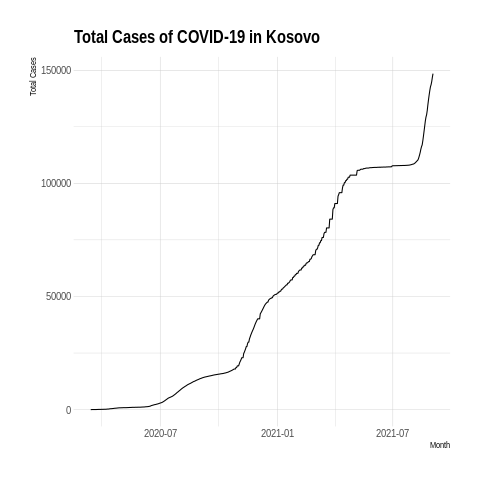 Total Cases of COVID-19 in Kosovo
Total Cases
150000
100000
50000
0
2020-07 2021-01 2021-07
Month